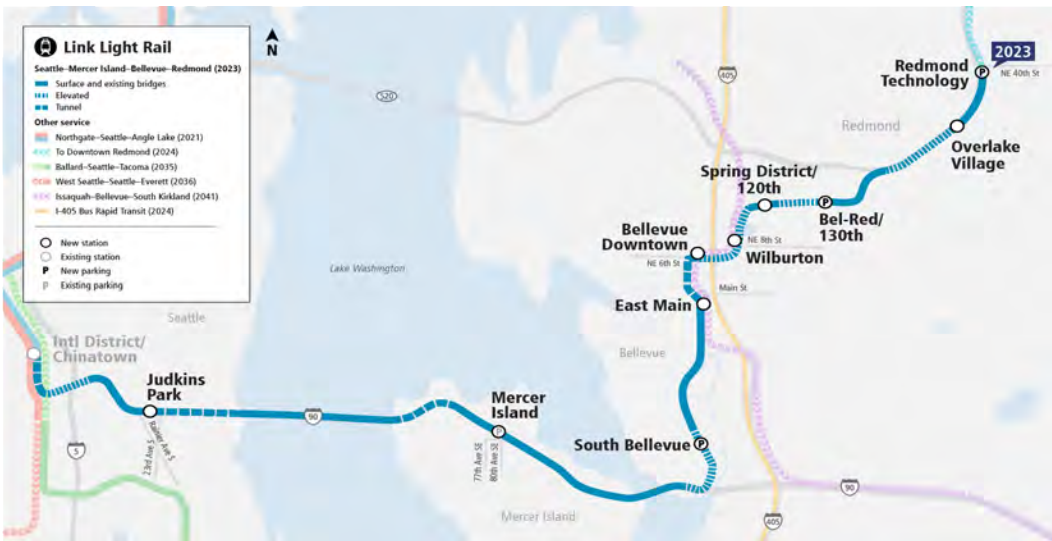 Link Light Rail
Seattle–Mercer Island–Bellevue–Redmond (2023)
Surface and existing bridges
Elevated
Tunnel
Other service
Northgate–Seattle–Angle Lake (2021)
To Downtown Redmond (2024)
Ballard–Seattle–Tacoma (2035)
West Seattle–Seattle–Everett (2036)
Issaquah–Bellevue–South Kirkland (2041)
I-405 Bus Rapid Transit (2024)
New station
Existing station
P New parking
P Existing parking
N
520
405
2023
Redmond
Technology
P
NE 40th St
Redmond
Overlake
Village
Spring District/
120th
P
Bel-Red/
130th
Bellevue
Downtown
NE 8th St
Wilburton
NE 6th St
Main St
Lake Washington
East Main
Seattle
Bellevue
Intl District/
Chinatown
Judkins
Park
Mercer
Island
P
90
South Bellevue
P
23rd Ave S
Rainier Ave S
5
77th Ave SE
80th Ave SE
90
Mercer Island
405